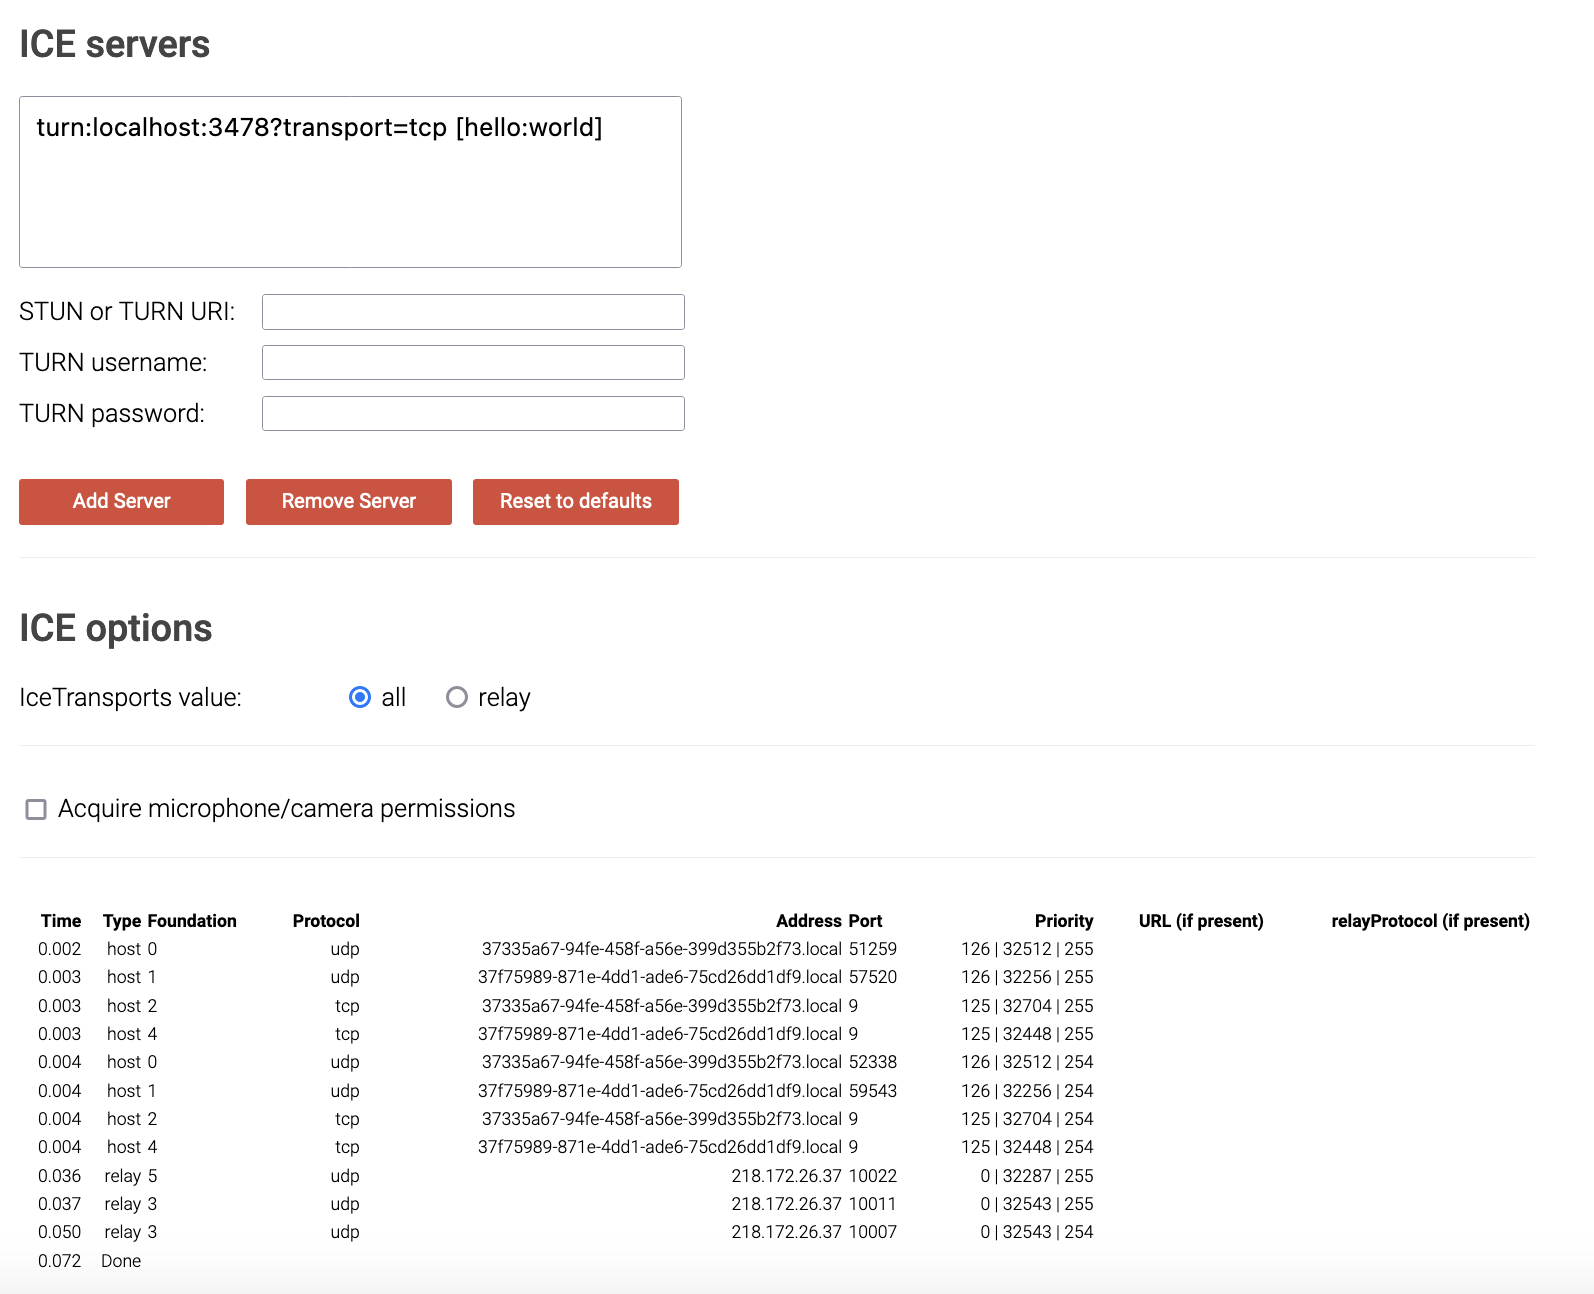 ICE servers
turn:localhost:3478?transport=tcp [hello:world]
STUN or TURN URI:
TURN username:
TURN password:
Add Server Remove Server Reset to defaults
ICE options
IceTransports value: all relay
Acquire microphone/camera permissions
Time Type Foundation Protocol Address Port Priority URL (if present) relayProtocol (if present)
0.002 host 0 udp 37335a67-94fe-458f-a56e-399d355b2f73.local 51259 126 | 32512 | 255
0.003 host 1 udp 37f75989-871e-4dd1-ade6-75cd26dd1df9.local 57520 126 | 32256 | 255
0.003 host 2 tcp 37335a67-94fe-458f-a56e-399d355b2f73.local 9 125 | 32704 | 255
0.003 host 4 tcp 37f75989-871e-4dd1-ade6-75cd26dd1df9.local 9 125 | 32448 | 255
0.004 host 0 udp 37335a67-94fe-458f-a56e-399d355b2f73.local 52338 126 | 32512 | 254
0.004 host 1 udp 37f75989-871e-4dd1-ade6-75cd26dd1df9.local 59543 126 | 32256 | 254
0.004 host 2 tcp 37335a67-94fe-458f-a56e-399d355b2f73.local 9 125 | 32704 | 254
0.004 host 4 tcp 37f75989-871e-4dd1-ade6-75cd26dd1df9.local 9 125 | 32448 | 254
0.036 relay 5 udp 218.172.26.37 10022 0 | 32287 | 255
0.037 relay 3 udp 218.172.26.37 10011 0 | 32543 | 255
0.050 relay 3 udp 218.172.26.37 10007 0 | 32543 | 254
0.072 Done